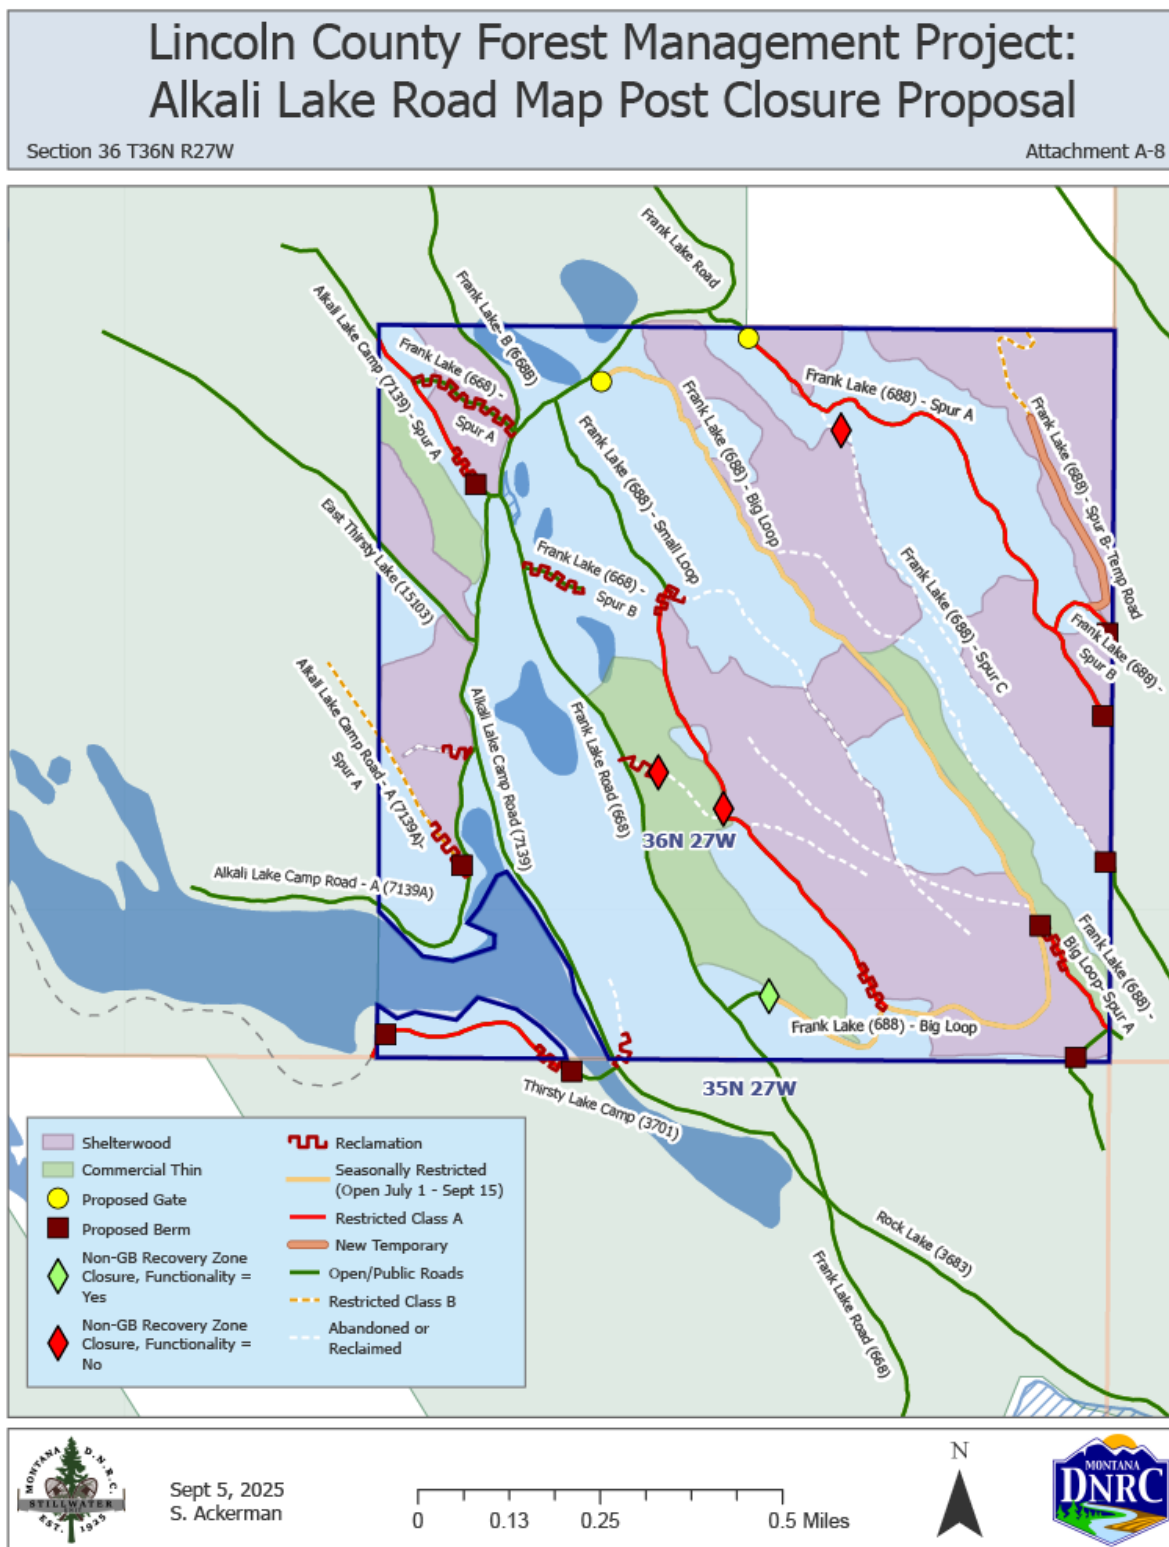 Lincoln County Forest Management Project:
Alkali Lake Road Map Post Closure Proposal
Section 36 T36N R27W
Attachment A-8
Frank Lake Road
Frank Lake- B (668B)
Alkali Lake Camp (7139) - Spur A
Frank Lake (668) -
Spur A
Frank Lake (688) - Spur A
Frank Lake (688) - Big Loop
Frank Lake (688) - Small Loop
Frank Lake (688) - Spur B- Temp Road
East Thirsty Lake (15103)
Frank Lake (668) -
Spur B
Frank Lake (688) - Spur C
Frank Lake (688) -
Spur B
Alkali Lake Camp Road - A (7139A)-
Spur A
Alkali Lake Camp Road (7139)
Frank Lake Road (668)
36N 27W
Alkali Lake Camp Road - A (7139A)
Frank Lake (688) -
Big Loop- Spur A
Frank Lake (688) - Big Loop
35N 27W
Thirsty Lake Camp (3701)
Rock Lake (3683)
Frank Lake Road (668)
Shelterwood
Commercial Thin
Proposed Gate
Proposed Berm
Non-GB Recovery Zone
Closure, Functionality =
Yes
Non-GB Recovery Zone
Closure, Functionality =
No
Reclamation
Seasonally Restricted
(Open July 1 - Sept 15)
Restricted Class A
New Temporary
Open/Public Roads
Restricted Class B
Abandoned or
Reclaimed
MONTANA D.N.R.C.
STILLWATER
EST. 1925
Sept 5, 2025
S. Ackerman
0 0.13 0.25 0.5 Miles
N
MONTANA
DNRC